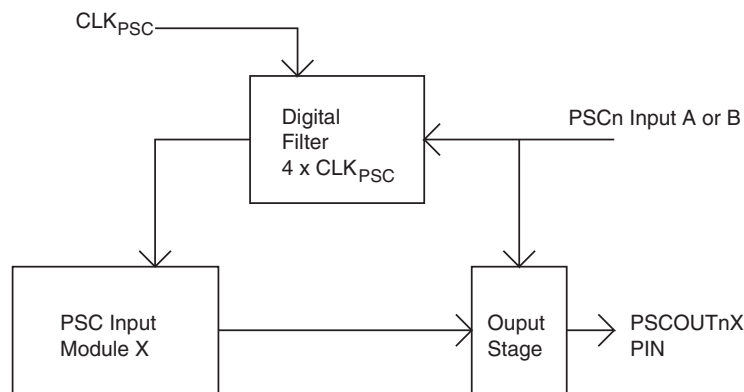 CLKPSC
Digital
Filter
4 x CLKPSC
PSCn Input A or B
PSC Input
Module X
Ouput
Stage
PSCOUTnX
PIN